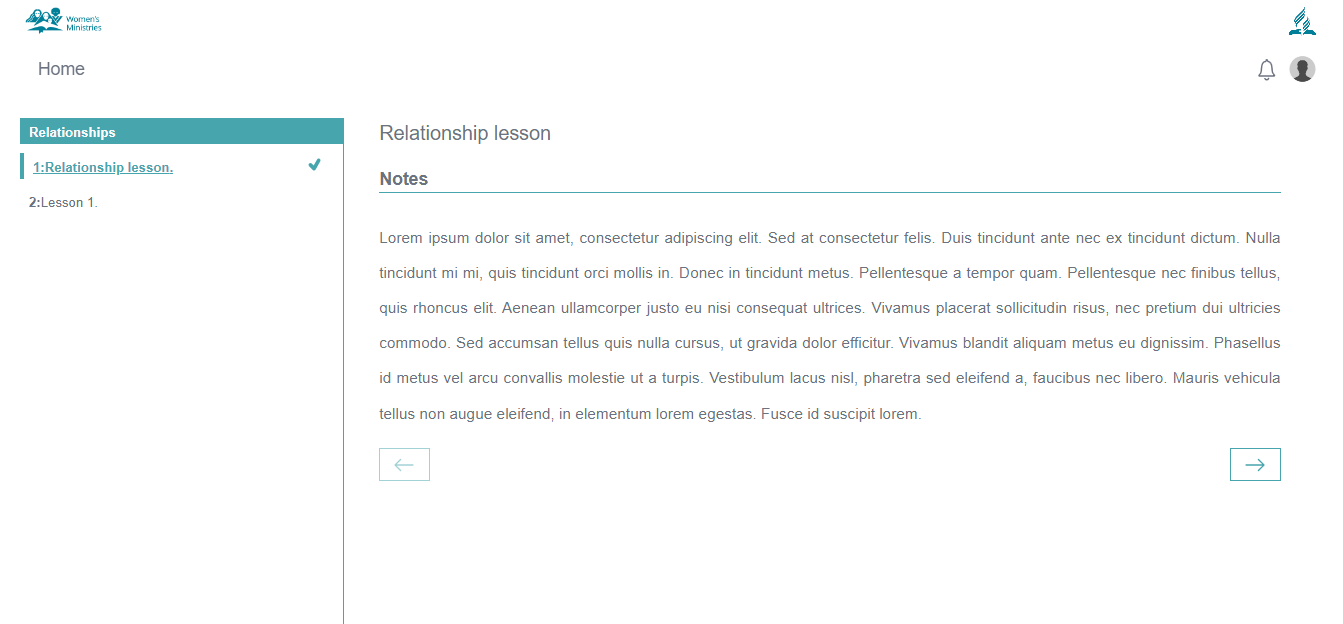 Women's
Ministries
Home
Relationships
1:Relationship lesson.
2:Lesson 1.
Relationship lesson
Notes
Lorem ipsum dolor sit amet, consectetur adipiscing elit. Sed at consectetur felis. Duis tincidunt ante nec ex tincidunt dictum. Nulla
tincidunt mi mi, quis tincidunt orci mollis in. Donec in tincidunt metus. Pellentesque a tempor quam. Pellentesque nec finibus tellus,
quis rhoncus elit. Aenean ullamcorper justo eu nisi consequat ultrices. Vivamus placerat sollicitudin risus, nec pretium dui ultricies
commodo. Sed accumsan tellus quis nulla cursus, ut gravida dolor efficitur. Vivamus blandit aliquam metus eu dignissim. Phasellus
id metus vel arcu convallis molestie ut a turpis. Vestibulum lacus nisl, pharetra sed eleifend a, faucibus nec libero. Mauris vehicula
tellus non augue eleifend, in elementum lorem egestas. Fusce id suscipit lorem.